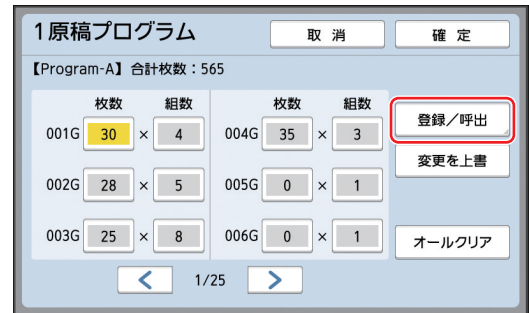 1原稿プログラム 取 消 確 定
【Program-A】合計枚数：565
枚数 組数 枚数 組数
001G 30 × 4 004G 35 × 3 登録／呼出
002G 28 × 5 005G 0 × 1 変更を上書
003G 25 × 8 006G 0 × 1 オールクリア
1/25